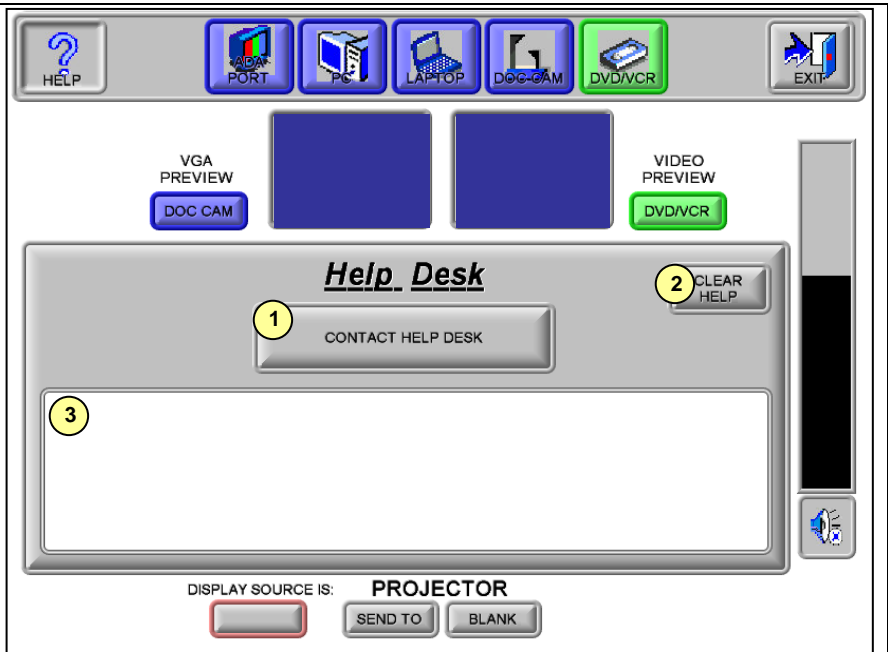 HELP
ADA
PORT
PC
LAPTOP
DOC-CAM
DVD/VCR
EXIT
VGA
PREVIEW
DOC CAM
VIDEO
PREVIEW
DVD/VCR
Help Desk
2
CLEAR
HELP
1
CONTACT HELP DESK
3
DISPLAY SOURCE IS:
PROJECTOR
SEND TO
BLANK